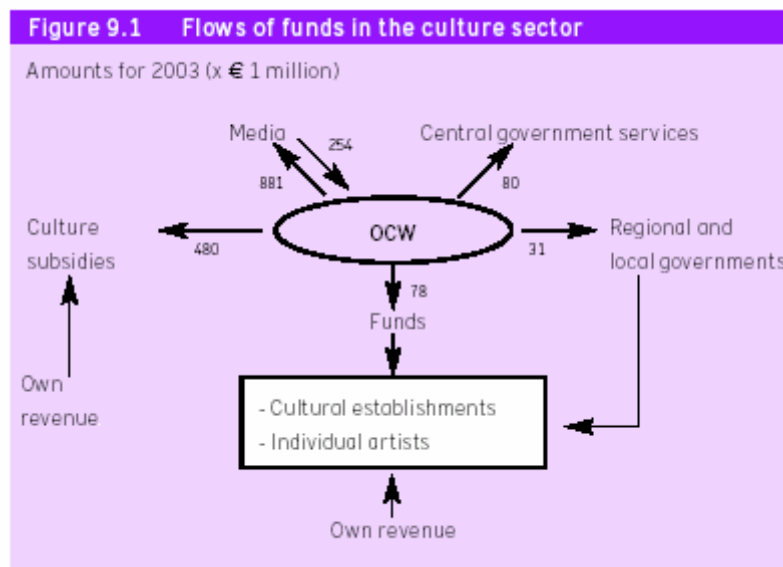 Figure 9.1 Flows of funds in the culture sector
Amounts for 2003 (x € 1 million)
Media
254
Central government services
881
80
Culture
subsidies
480
OCW
31
Regional and
local governments
78
Funds
Own
revenue
- Cultural establishments
- Individual artists
Own revenue